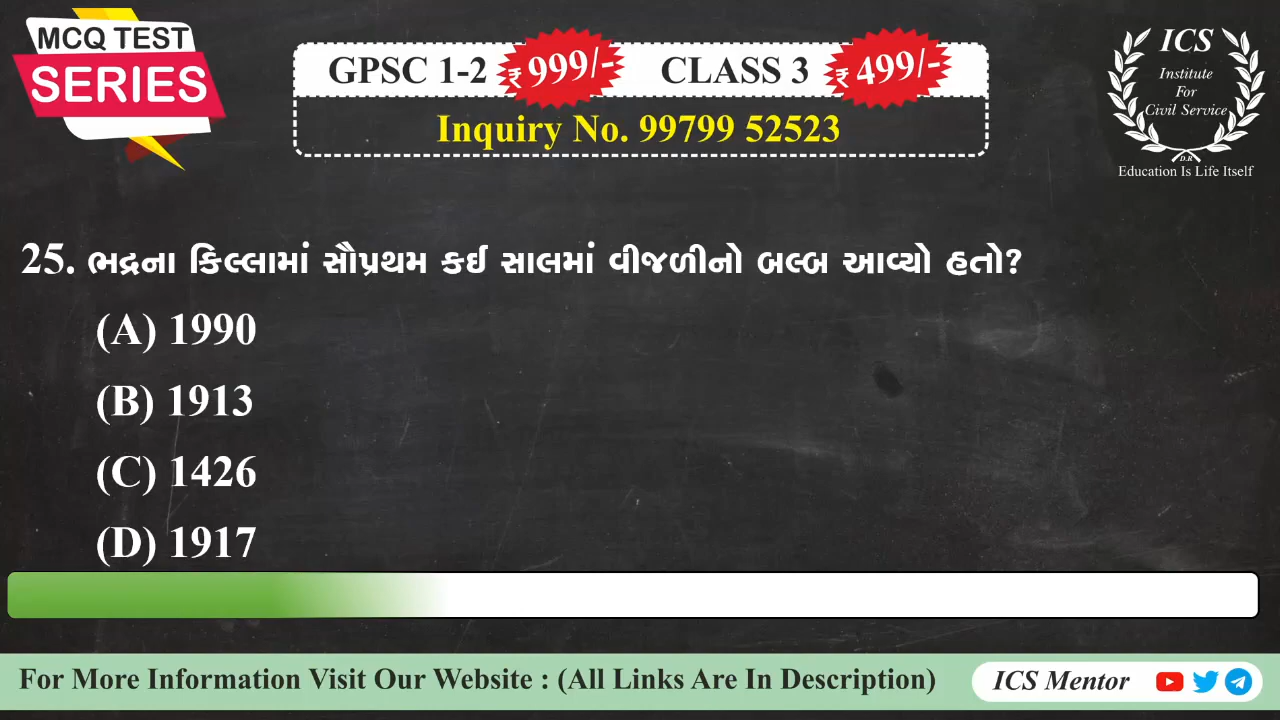 MCQ TEST
SERIES
GPSC 1-2 ₹ 999/- CLASS 3 ₹ 499/-
Inquiry No. 99799 52523
ICS
Institute
For
Civil Service
D.R
Education Is Life Itself
25. ભદ્રના કિલ્લામાં સૌપ્રથમ કઈ સાલમાં વીજળીનો બલ્બ આવ્યો હતો?
(A) 1990
(B) 1913
(C) 1426
(D) 1917
For More Information Visit Our Website : (All Links Are In Description)
ICS Mentor